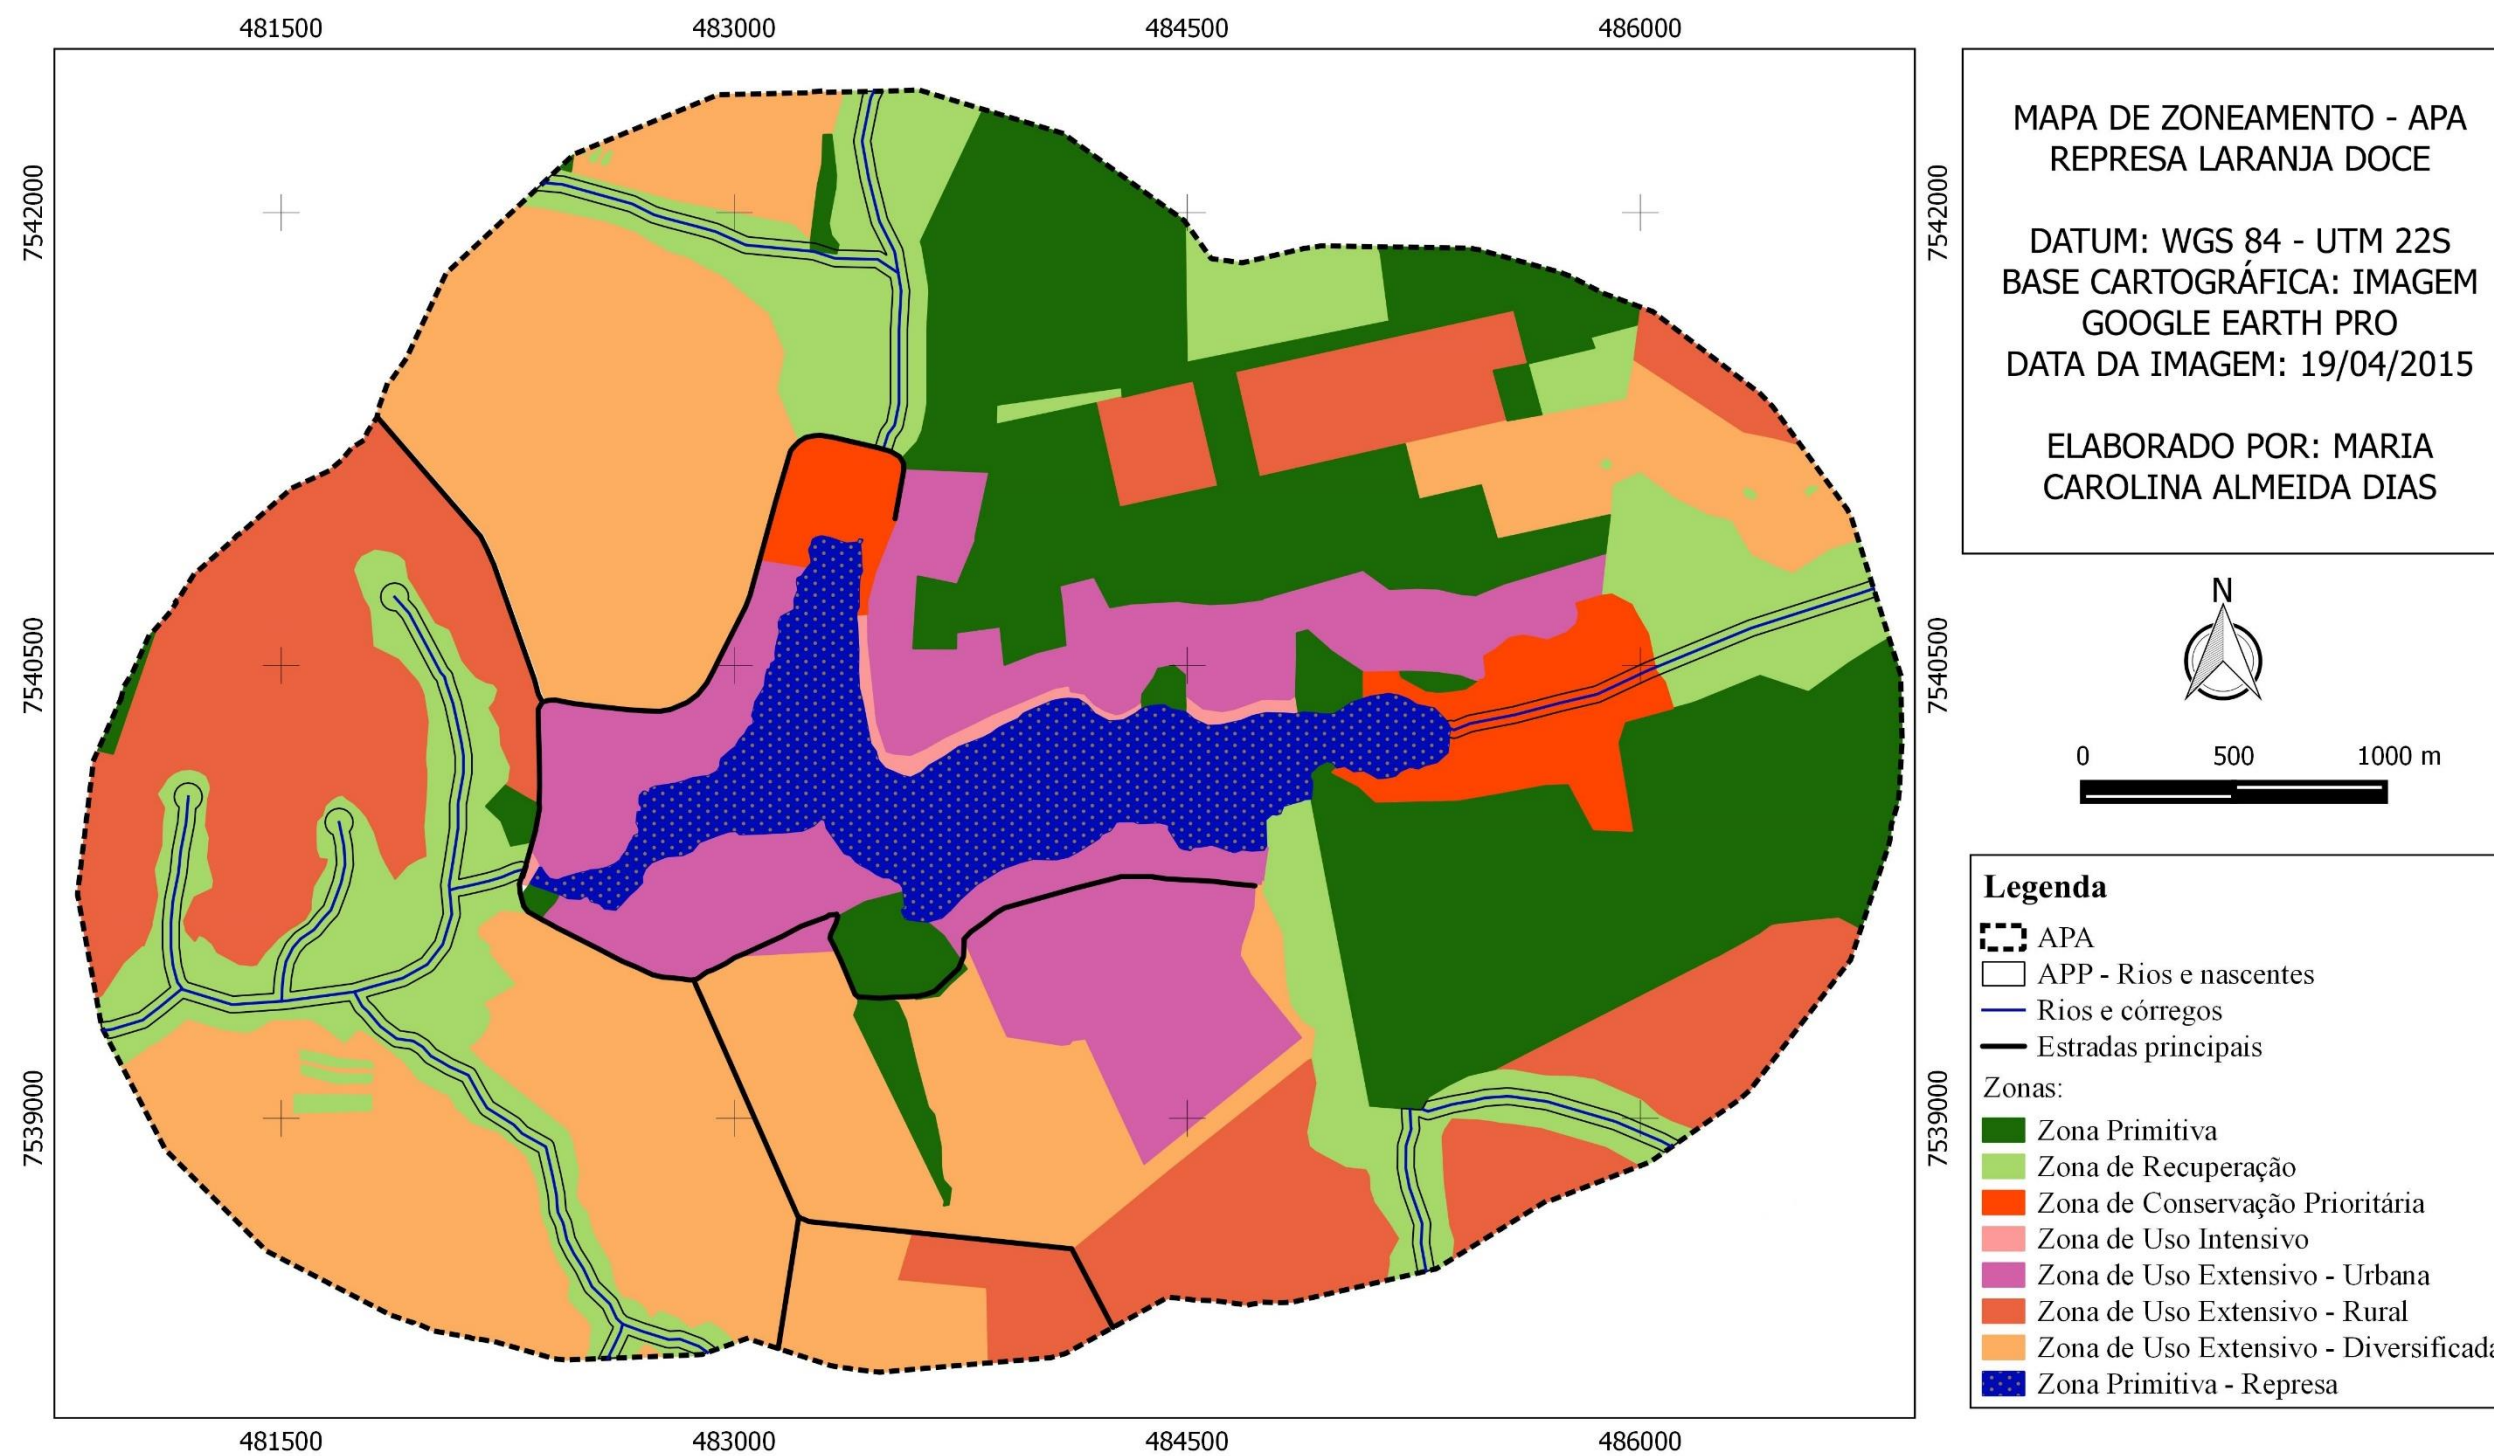 481500
483000
484500
486000
7542000
7540500
7539000
7542000
7540500
7539000
481500
483000
484500
486000
MAPA DE ZONEAMENTO - APA
REPRESA LARANJA DOCE
DATUM: WGS 84 - UTM 22S
BASE CARTOGRÁFICA: IMAGEM
GOOGLE EARTH PRO
DATA DA IMAGEM: 19/04/2015
ELABORADO POR: MARIA
CAROLINA ALMEIDA DIAS
N
0 500 1000 m
Legenda
APA
APP - Rios e nascentes
Rios e córregos
Estradas principais
Zonas:
Zona Primitiva
Zona de Recuperação
Zona de Conservação Prioritária
Zona de Uso Intensivo
Zona de Uso Extensivo - Urbana
Zona de Uso Extensivo - Rural
Zona de Uso Extensivo - Diversificada
Zona Primitiva - Represa